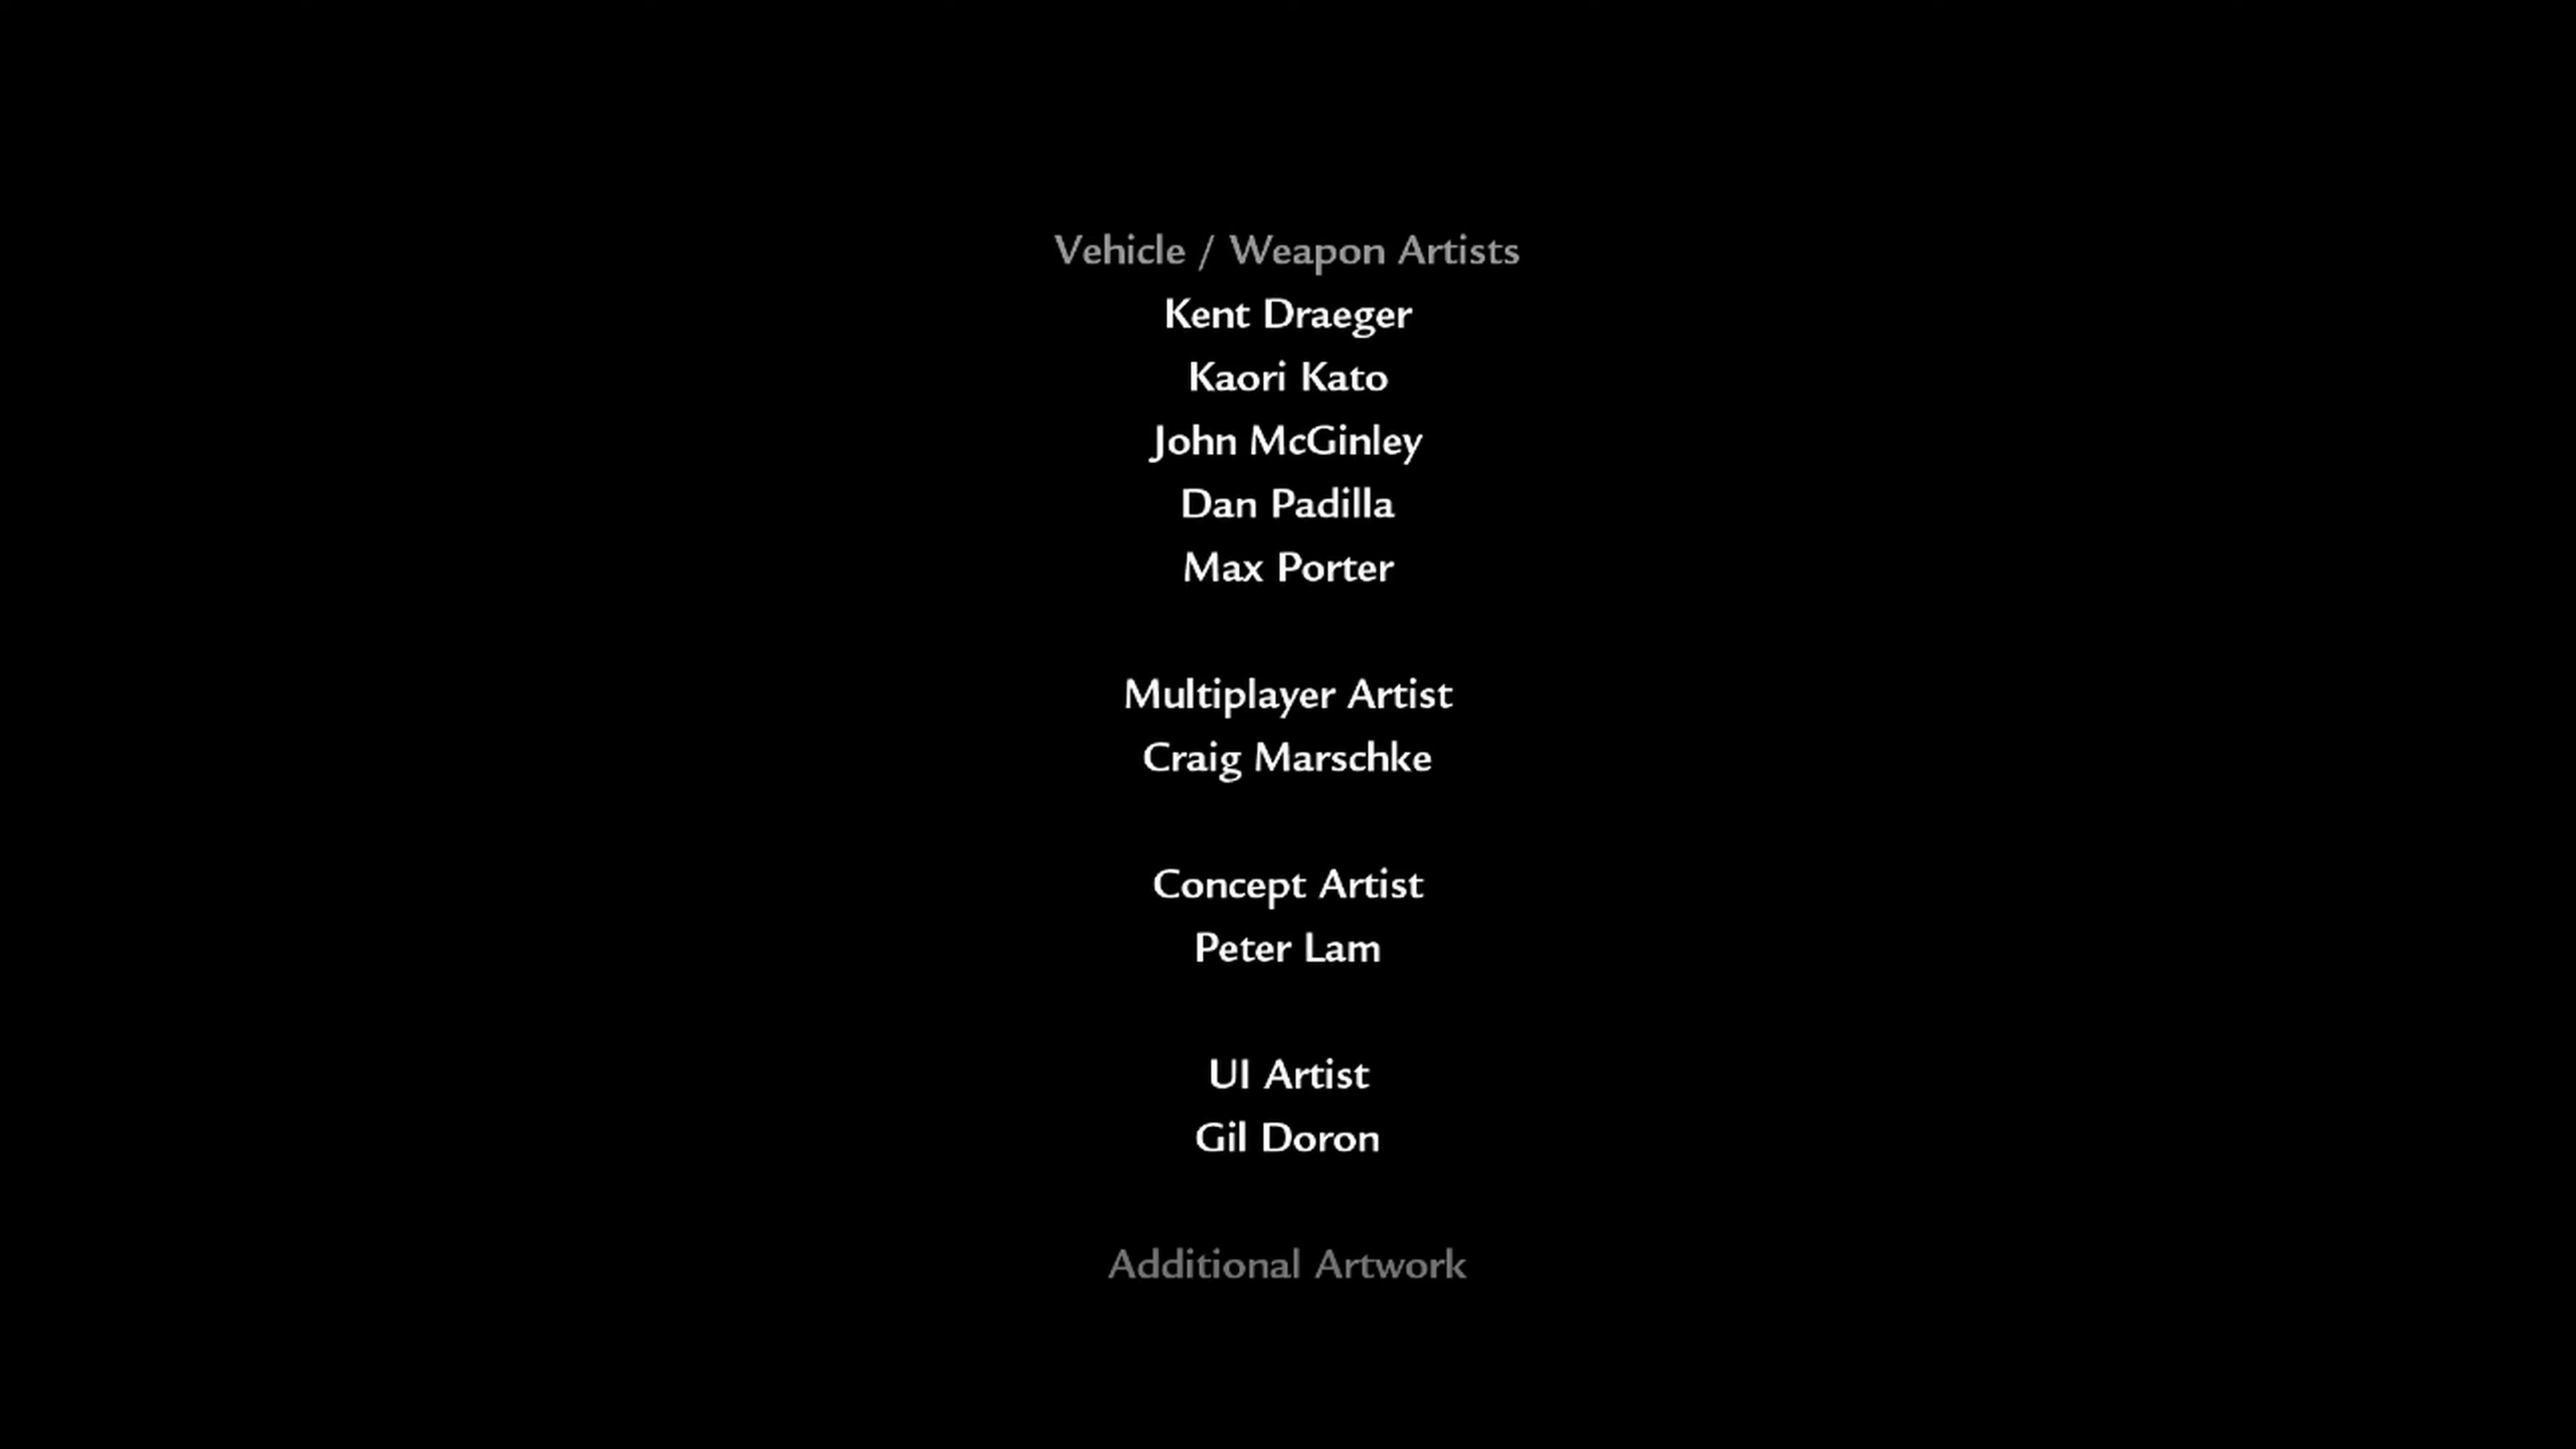 Vehicle / Weapon Artists
Kent Draeger
Kaori Kato
John McGinley
Dan Padilla
Max Porter
Multiplayer Artist
Craig Marschke
Concept Artist
Peter Lam
UI Artist
Gil Doron
Additional Artwork